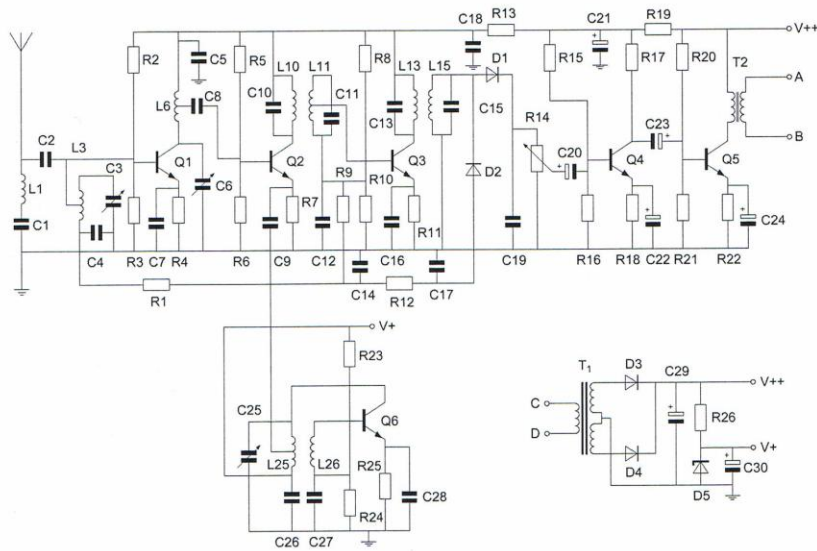 C18 R13 C21 R19 V++
R2 C5 R5 L10 L11 R8 L13 L15 D1 R15 R17 R20 T2
C8 L6 C10 C11 C13 C15 R14 C23 A
C2 L3 C3 Q1 C6 Q2 R9 R10 Q3 D2 C20 Q4 Q5 B
L1 R7 R11
C1 C4 C7 C9 C12 C16 C19 C24
R3 R4 R6 C14 C17 R16 R18 C22 R21 R22
R1 R12
V+
R23 T1 D3 C29 V++
C25 Q6 C R26
D V+
L25 L26 R25 D4 C30
R24 C28 D5
C26 C27
+
+
+
+
+
+
+